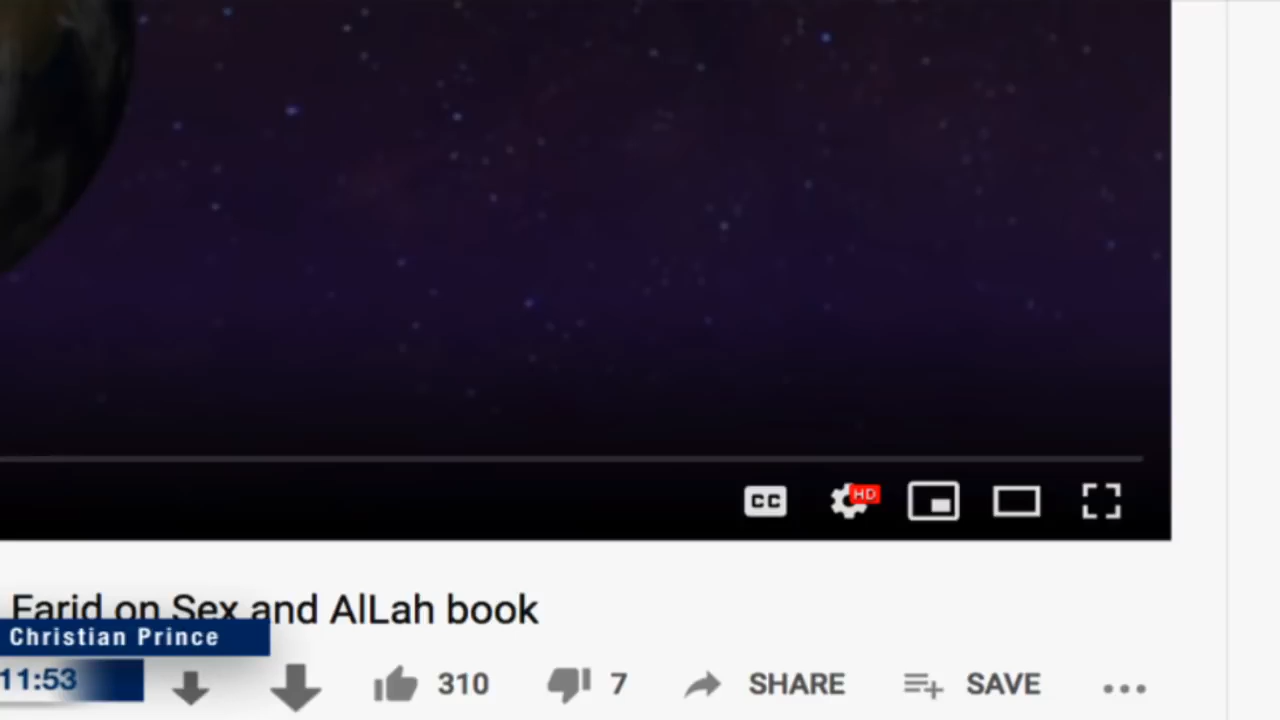 CC HD
Farid on Sex and AlLah book
Christian Prince
11:53
310 7 SHARE SAVE